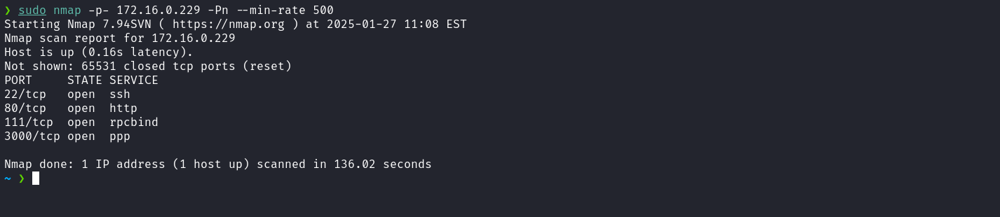 ❯ sudo nmap -p- 172.16.0.229 -Pn --min-rate 500
Starting Nmap 7.94SVN ( https://nmap.org ) at 2025-01-27 11:08 EST
Nmap scan report for 172.16.0.229
Host is up (0.16s latency).
Not shown: 65531 closed tcp ports (reset)
PORT     STATE SERVICE
22/tcp   open  ssh
80/tcp   open  http
111/tcp  open  rpcbind
3000/tcp open  ppp
Nmap done: 1 IP address (1 host up) scanned in 136.02 seconds
~ ❯